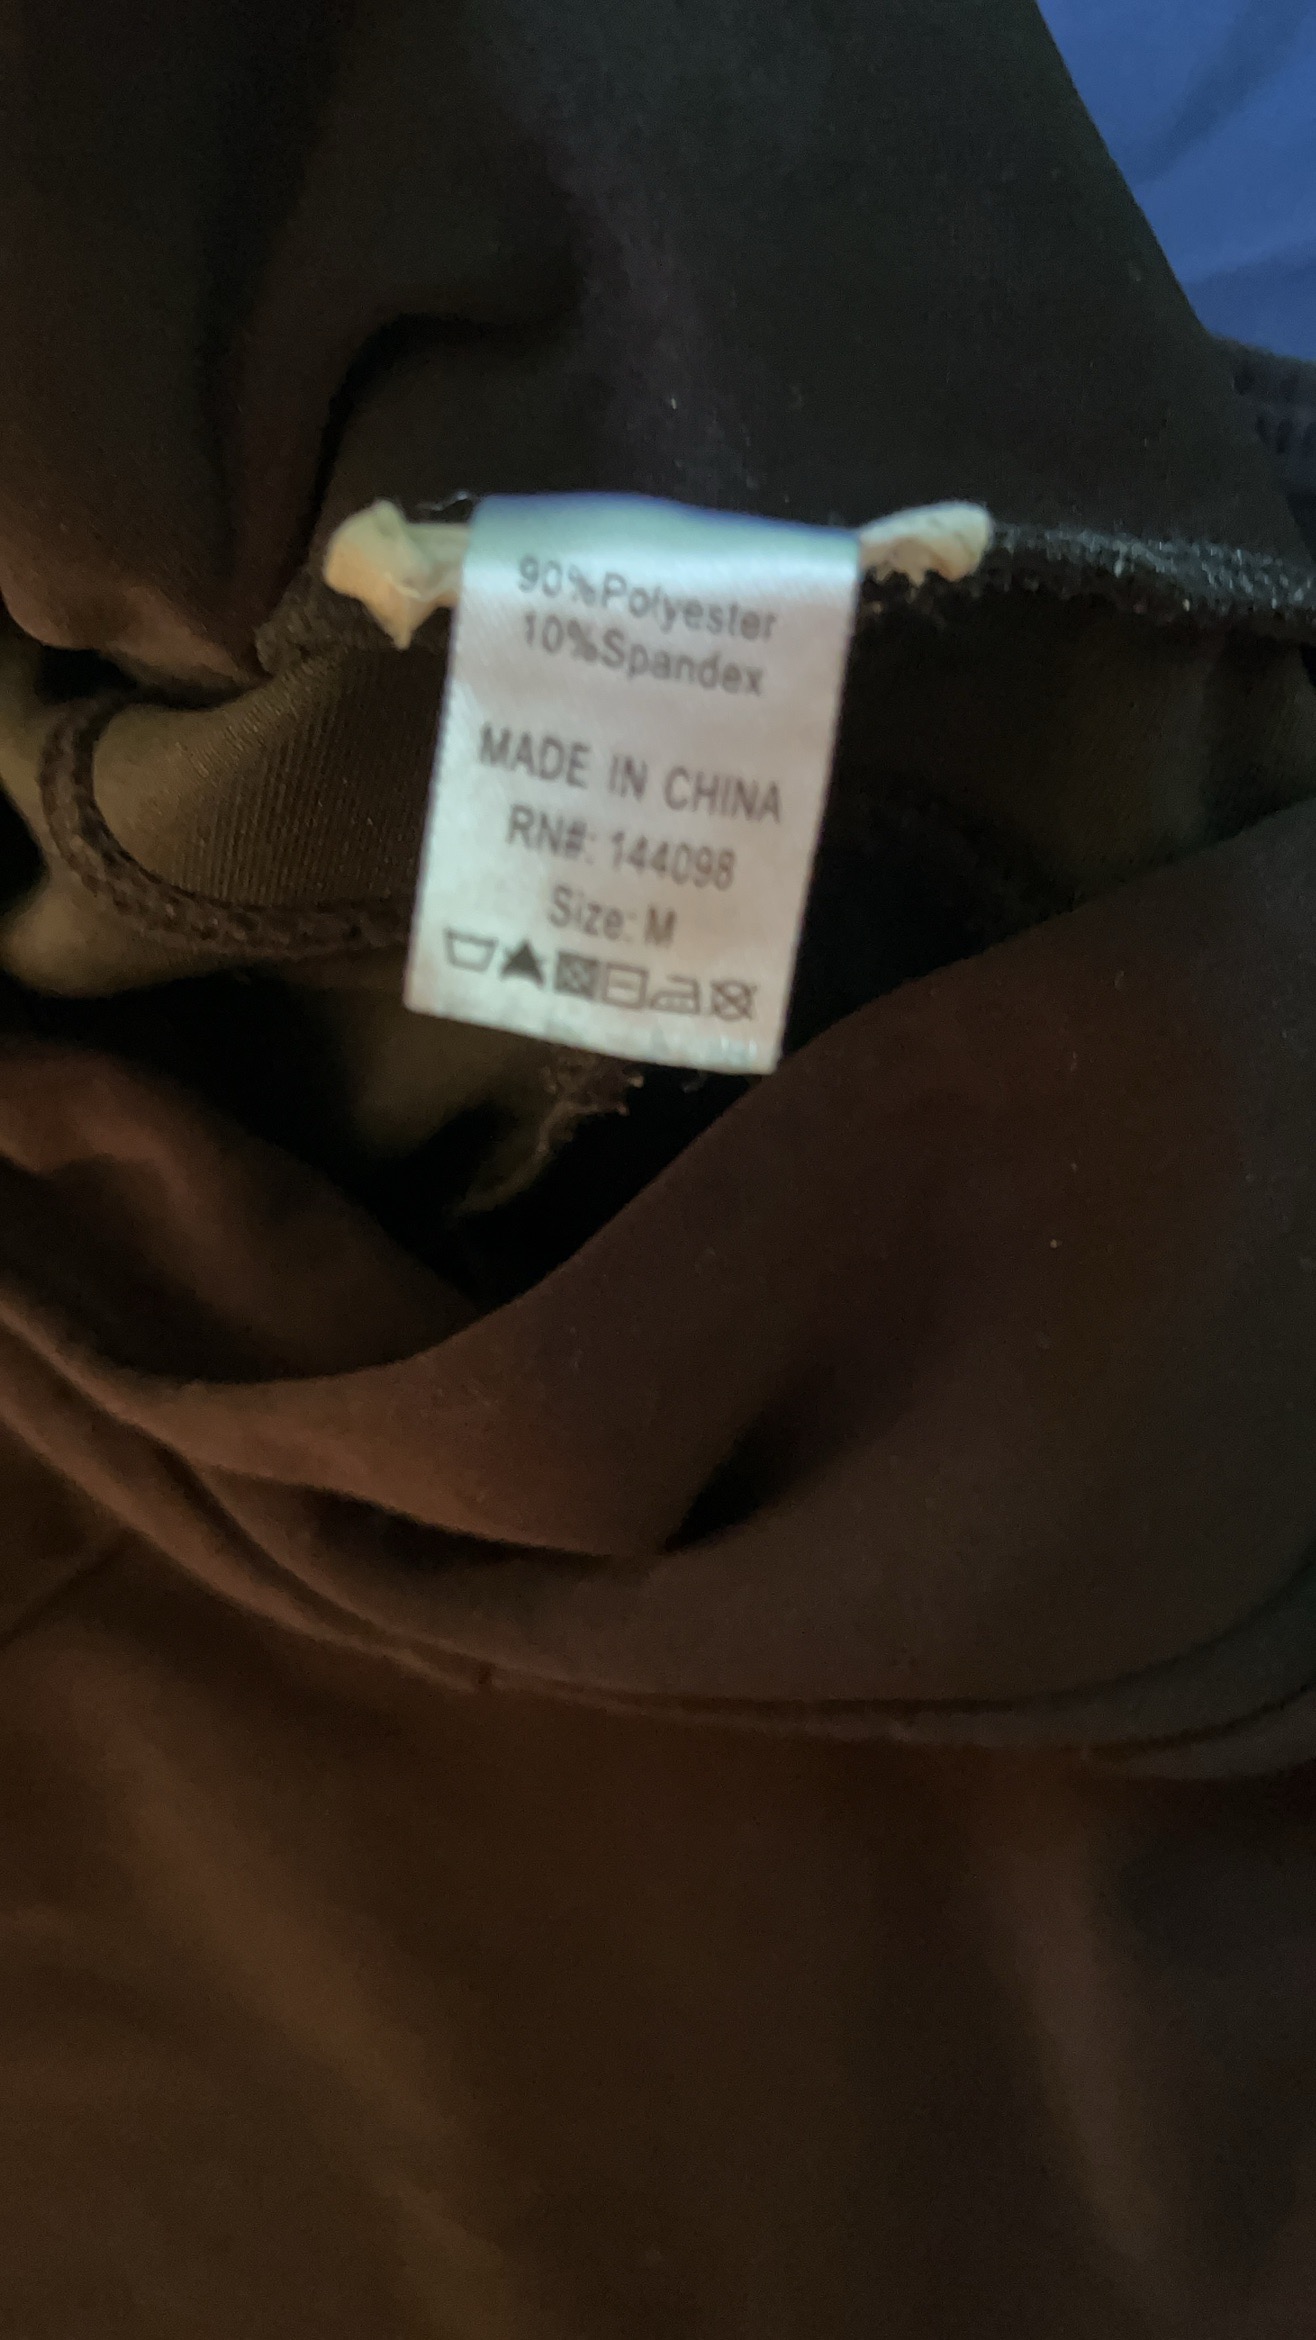 90%Polyester
10%Spandex
MADE IN CHINA
RN#: 144098
Size: M